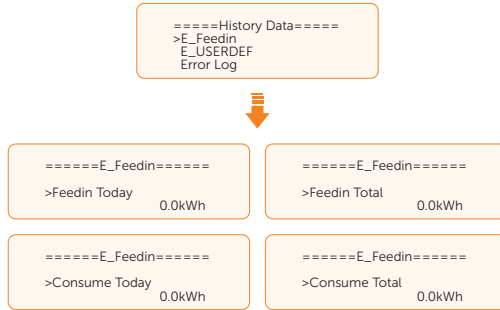 =====History Data=====
>E_Feedin
E_USERDEF
Error Log
======E_Feedin======
>Feedin Today
0.0kWh
======E_Feedin======
>Feedin Total
0.0kWh
======E_Feedin======
>Consume Today
0.0kWh
======E_Feedin======
>Consume Total
0.0kWh